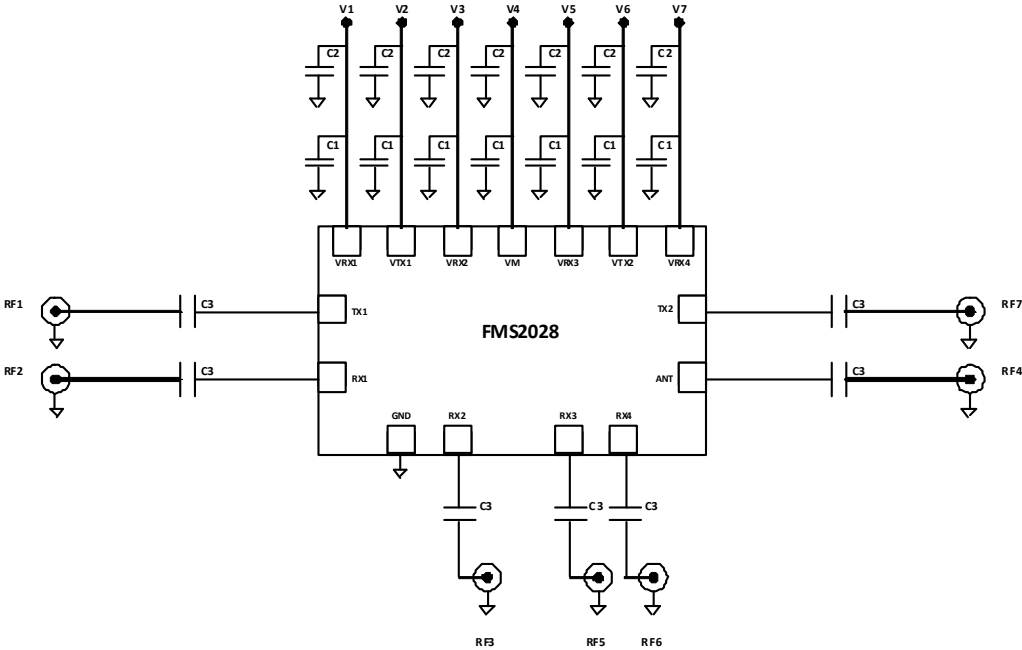 V1 V2 V3 V4 V5 V6 V7
C2 C2 C2 C2 C2 C2 C2
C1 C1 C1 C1 C1 C1 C1
VRX1 VTX1 VRX2 VM VRX3 VTX2 VRX4
RF1 C3 TX1 TX2 C3 RF7
FMS2028
RF2 C3 RX1 ANT C3 RF4
GND RX2 RX3 RX4
C3 C3 C3
RF3 RF5 RF6